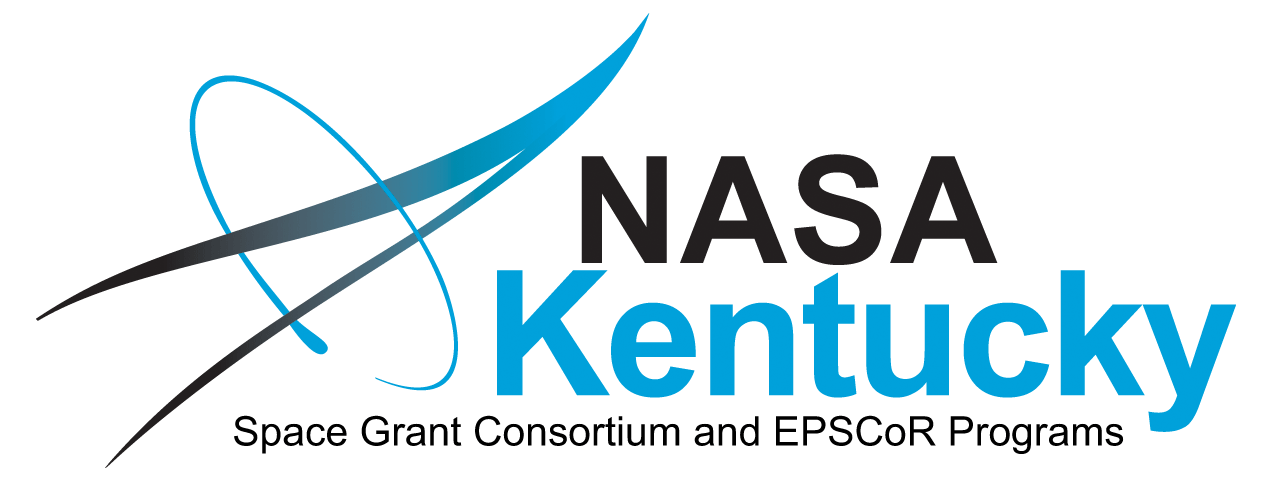 NASA
Kentucky
Space Grant Consortium and EPSCoR Programs